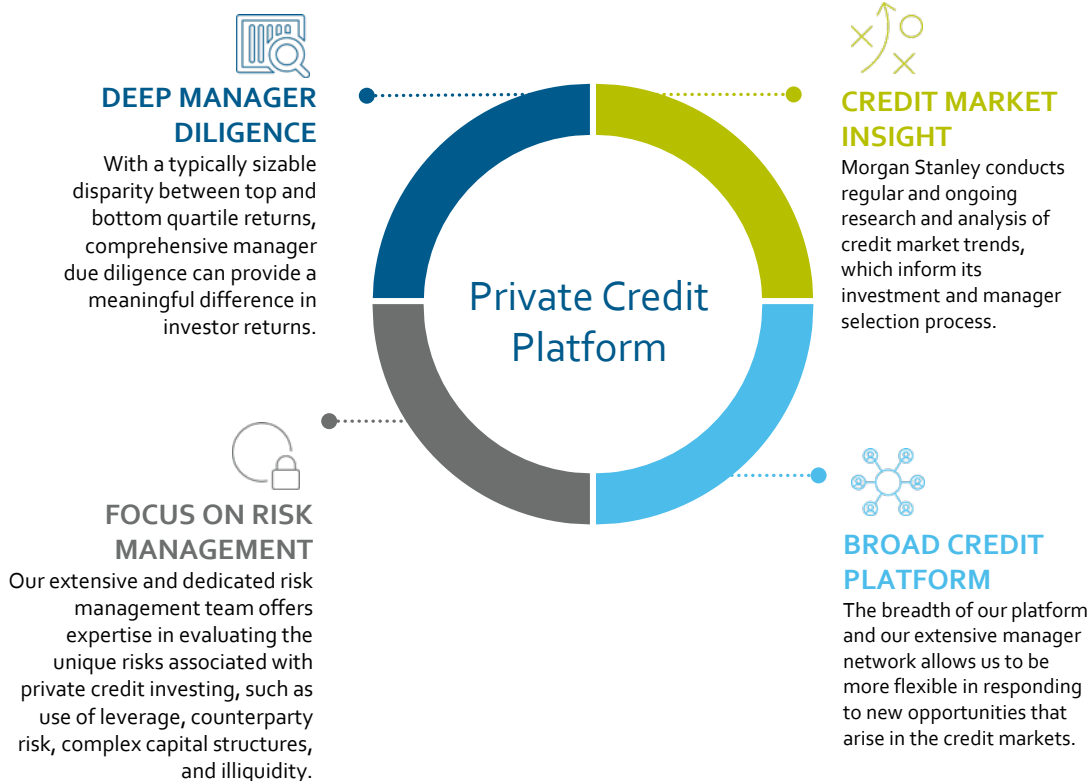 DEEP MANAGER
DILIGENCE
With a typically sizable
disparity between top and
bottom quartile returns,
comprehensive manager
due diligence can provide a
meaningful difference in
investor returns.
CREDIT MARKET
INSIGHT
Morgan Stanley conducts
regular and ongoing
research and analysis of
credit market trends,
which inform its
investment and manager
selection process.
Private Credit
Platform
FOCUS ON RISK
MANAGEMENT
Our extensive and dedicated risk
management team offers
expertise in evaluating the
unique risks associated with
private credit investing, such as
use of leverage, counterparty
risk, complex capital structures,
and illiquidity.
BROAD CREDIT
PLATFORM
The breadth of our platform
and our extensive manager
network allows us to be
more flexible in responding
to new opportunities that
arise in the credit markets.